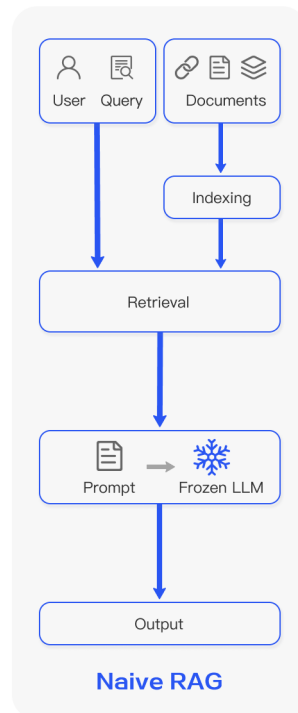 User Query
Documents
Indexing
Retrieval
Prompt
Frozen LLM
Output
Naive RAG